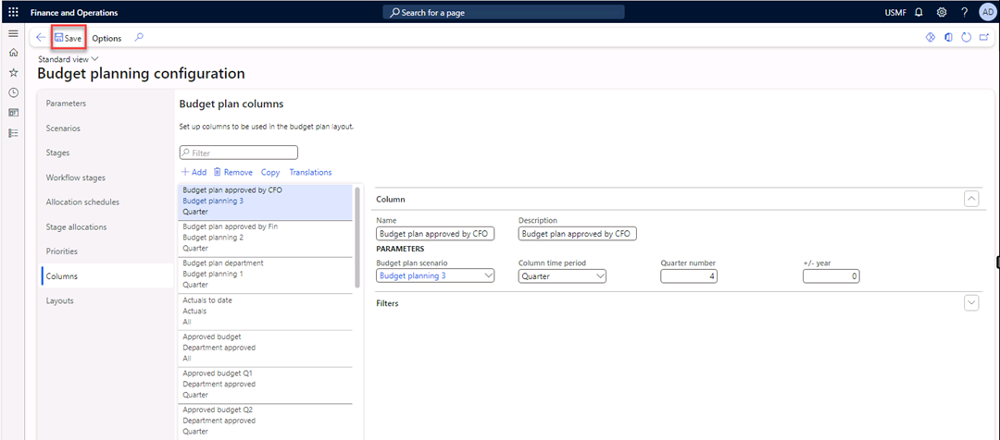 Finance and Operations
Search for a page
USMF
?
AD
Save
Options
Standard view
Budget planning configuration
Parameters
Scenarios
Stages
Workflow stages
Allocation schedules
Stage allocations
Priorities
Columns
Layouts
Budget plan columns
Set up columns to be used in the budget plan layout.
Filter
+ Add
Remove
Copy
Translations
Budget plan approved by CFO
Budget planning 3
Quarter
Budget plan approved by Fin
Budget planning 2
Quarter
Budget plan department
Budget planning 1
Quarter
Actuals to date
Actuals
All
Approved budget
Department approved
All
Approved budget Q1
Department approved
Quarter
Approved budget Q2
Department approved
Quarter
Column
Name
Description
Budget plan approved by CFO
Budget plan approved by CFO
PARAMETERS
Budget plan scenario
Column time period
Quarter number
+/- year
Budget planning 3
Quarter
4
0
Filters